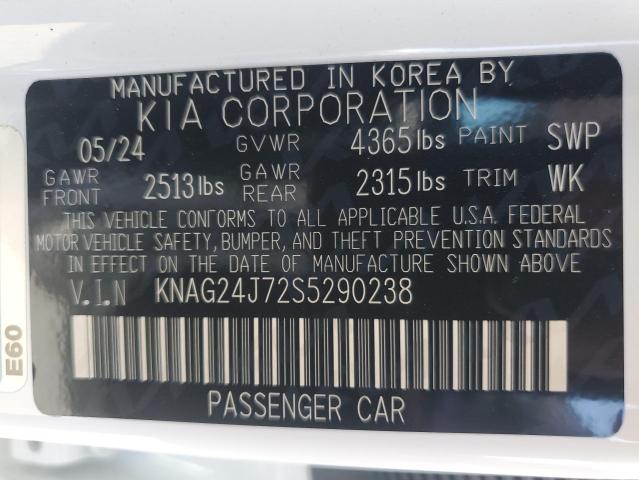 MANUFACTURED IN KOREA BY
KIA CORPORATION
05/24 GVWR 4365 lbs PAINT SWP
GAWR FRONT 2513 lbs GAWR REAR 2315 lbs TRIM WK
THIS VEHICLE CONFORMS TO ALL APPLICABLE U.S.A. FEDERAL
MOTOR VEHICLE SAFETY, BUMPER, AND THEFT PREVENTION STANDARDS
IN EFFECT ON THE DATE OF MANUFACTURE SHOWN ABOVE
V.I.N KNAG24J72S5290238
PASSENGER CAR
E60